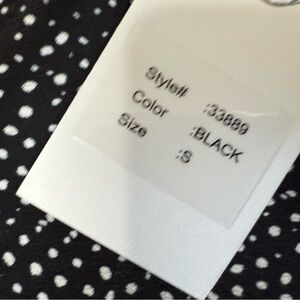 Style# :33889
Color :BLACK
Size :S